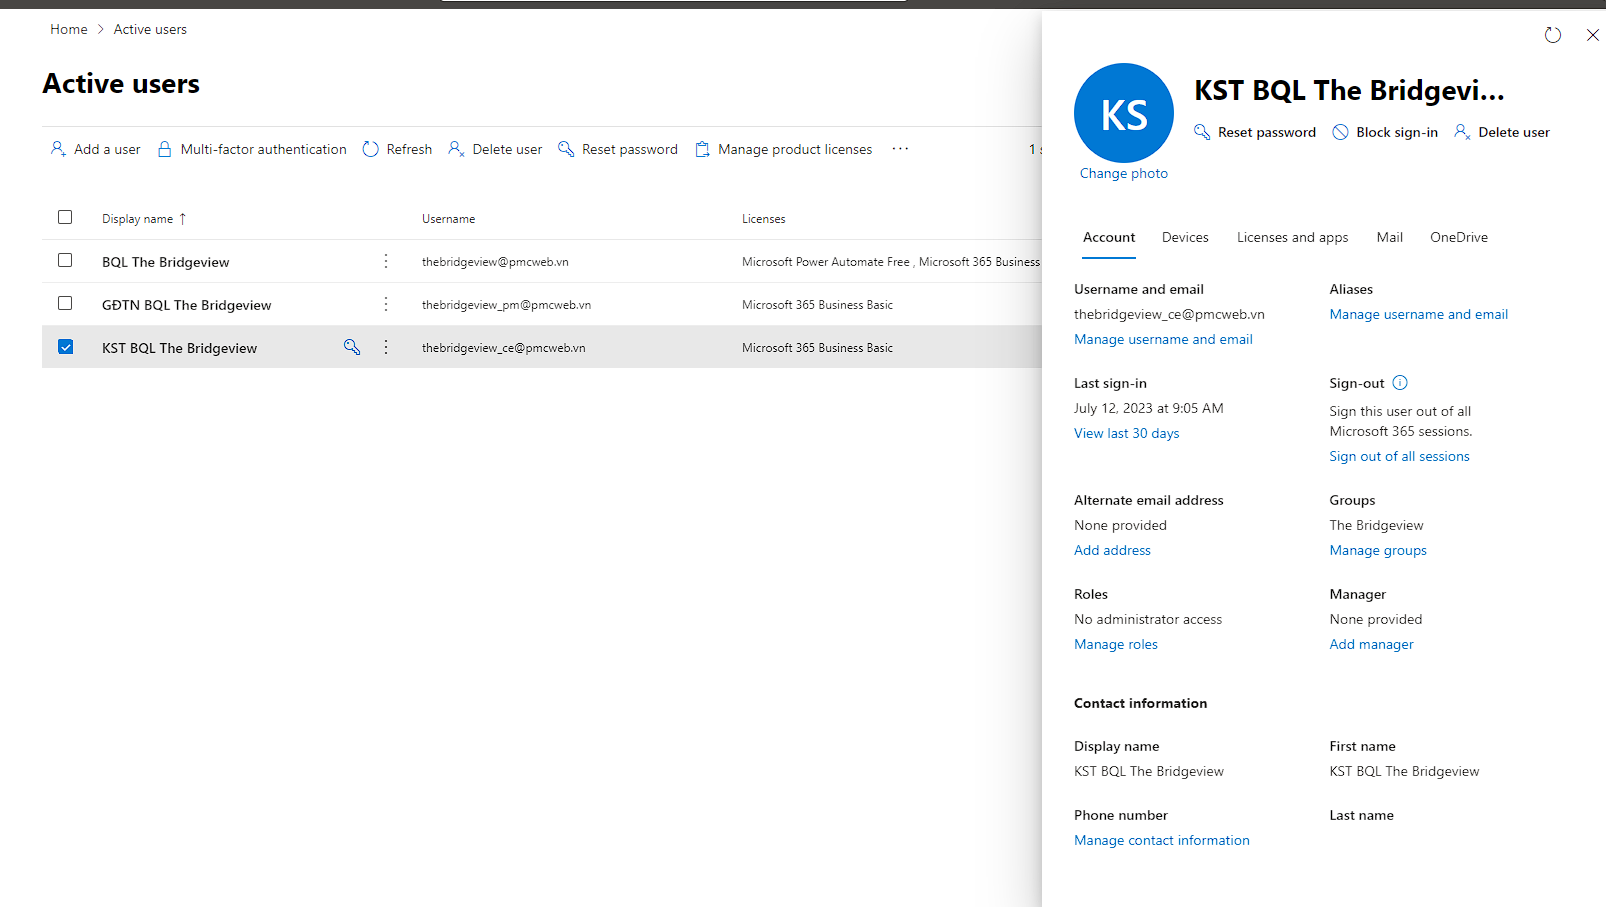 Home > Active users
Active users
Add a user Multi-factor authentication Refresh Delete user Reset password Manage product licenses ... 1
Display name ↑ Username Licenses
BQL The Bridgeview thebridgeview@pmcweb.vn Microsoft Power Automate Free , Microsoft 365 Business
GĐTN BQL The Bridgeview thebridgeview_pm@pmcweb.vn Microsoft 365 Business Basic
KST BQL The Bridgeview thebridgeview_ce@pmcweb.vn Microsoft 365 Business Basic
KS
Change photo
KST BQL The Bridgevi...
Reset password Block sign-in Delete user
Account Devices Licenses and apps Mail OneDrive
Username and email
thebridgeview_ce@pmcweb.vn
Manage username and email
Aliases
Manage username and email
Last sign-in
July 12, 2023 at 9:05 AM
View last 30 days
Sign-out
Sign this user out of all
Microsoft 365 sessions.
Sign out of all sessions
Alternate email address
None provided
Add address
Groups
The Bridgeview
Manage groups
Roles
No administrator access
Manage roles
Manager
None provided
Add manager
Contact information
Display name
KST BQL The Bridgeview
First name
KST BQL The Bridgeview
Phone number
Manage contact information
Last name